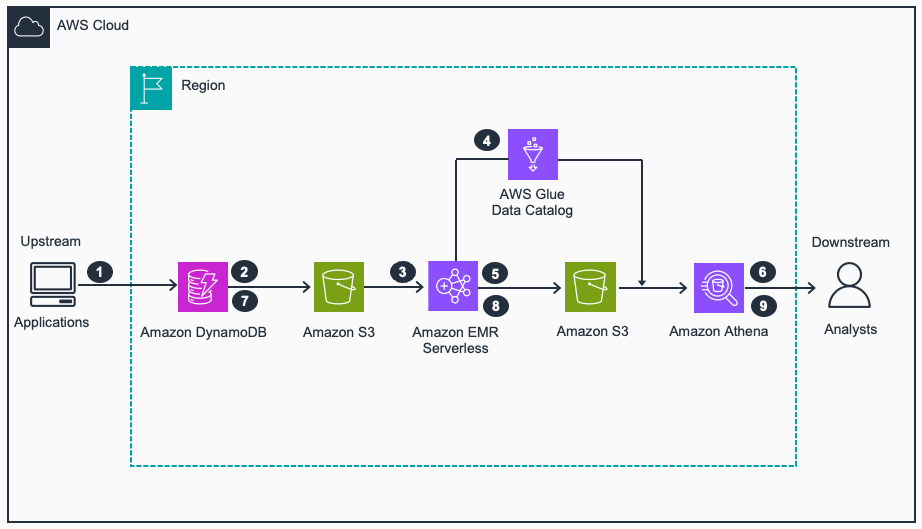 AWS Cloud
Region
4
AWS Glue
Data Catalog
Upstream
Downstream
1
2
3
5
6
7
8
9
Applications
Amazon DynamoDB
Amazon S3
Amazon EMR
Serverless
Amazon S3
Amazon Athena
Analysts